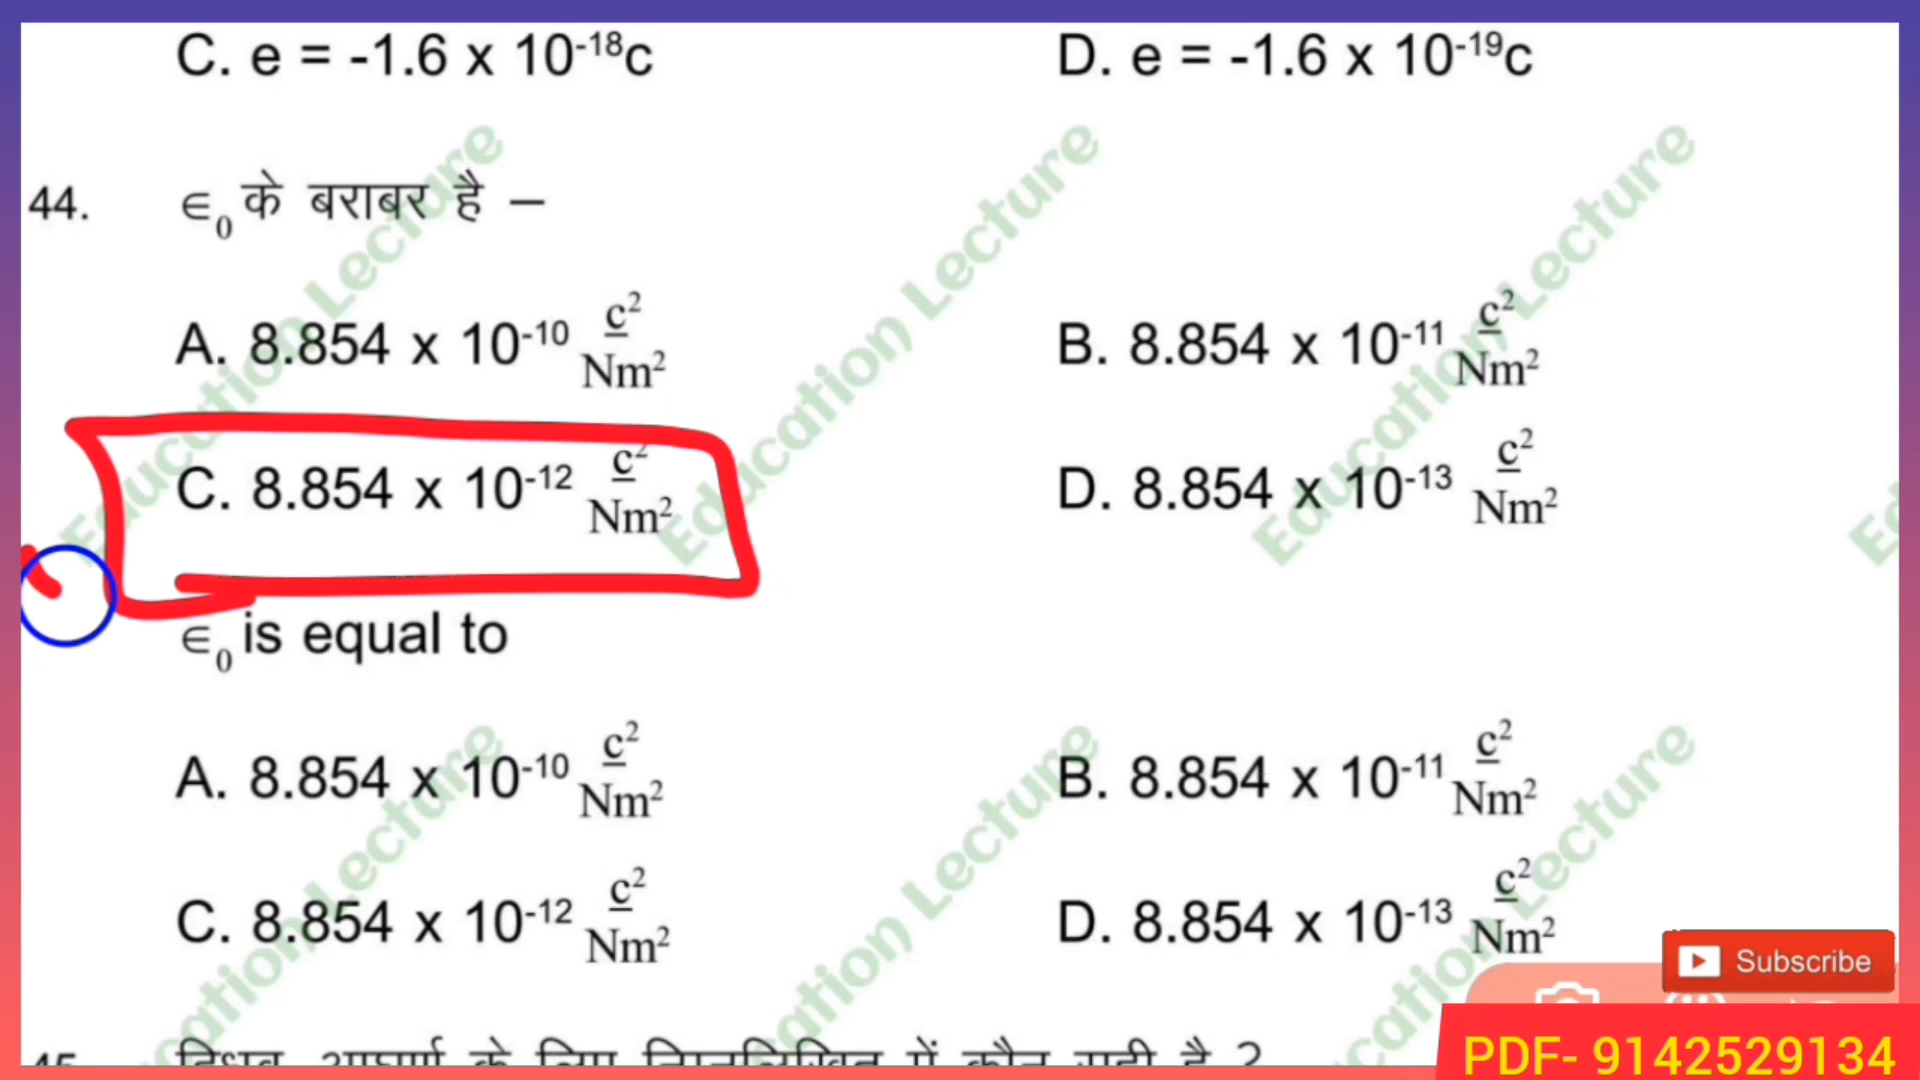 C. e = -1.6 x 10⁻¹⁸c D. e = -1.6 x 10⁻¹⁹c
44. ∈₀ के बराबर है –
A. 8.854 x 10⁻¹⁰ c²/Nm² B. 8.854 x 10⁻¹¹ c²/Nm²
C. 8.854 x 10⁻¹² c²/Nm² D. 8.854 x 10⁻¹³ c²/Nm²
∈₀ is equal to
A. 8.854 x 10⁻¹⁰ c²/Nm² B. 8.854 x 10⁻¹¹ c²/Nm²
C. 8.854 x 10⁻¹² c²/Nm² D. 8.854 x 10⁻¹³ c²/Nm²
Education Lecture
Subscribe
के लिए निम्नलिखित में कौन सही है ?
PDF- 9142529134